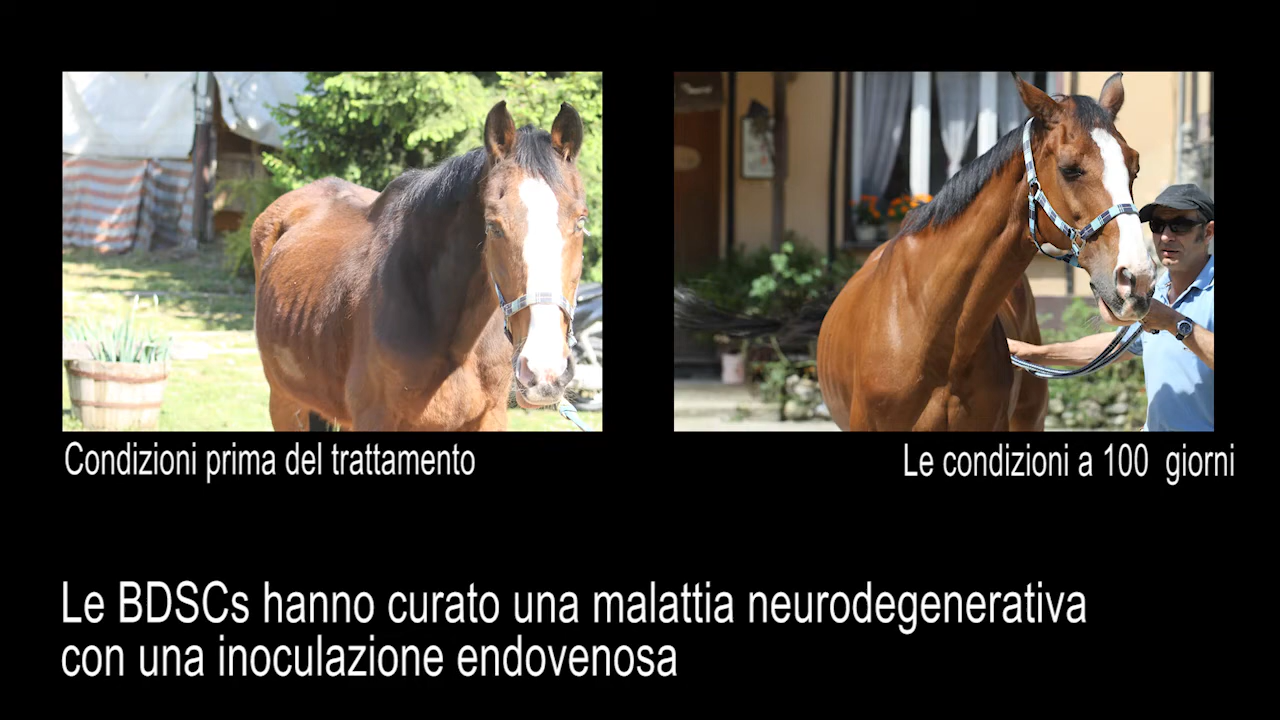 Condizioni prima del trattamento
Le condizioni a 100 giorni
Le BDSCs hanno curato una malattia neurodegenerativa
con una inoculazione endovenosa